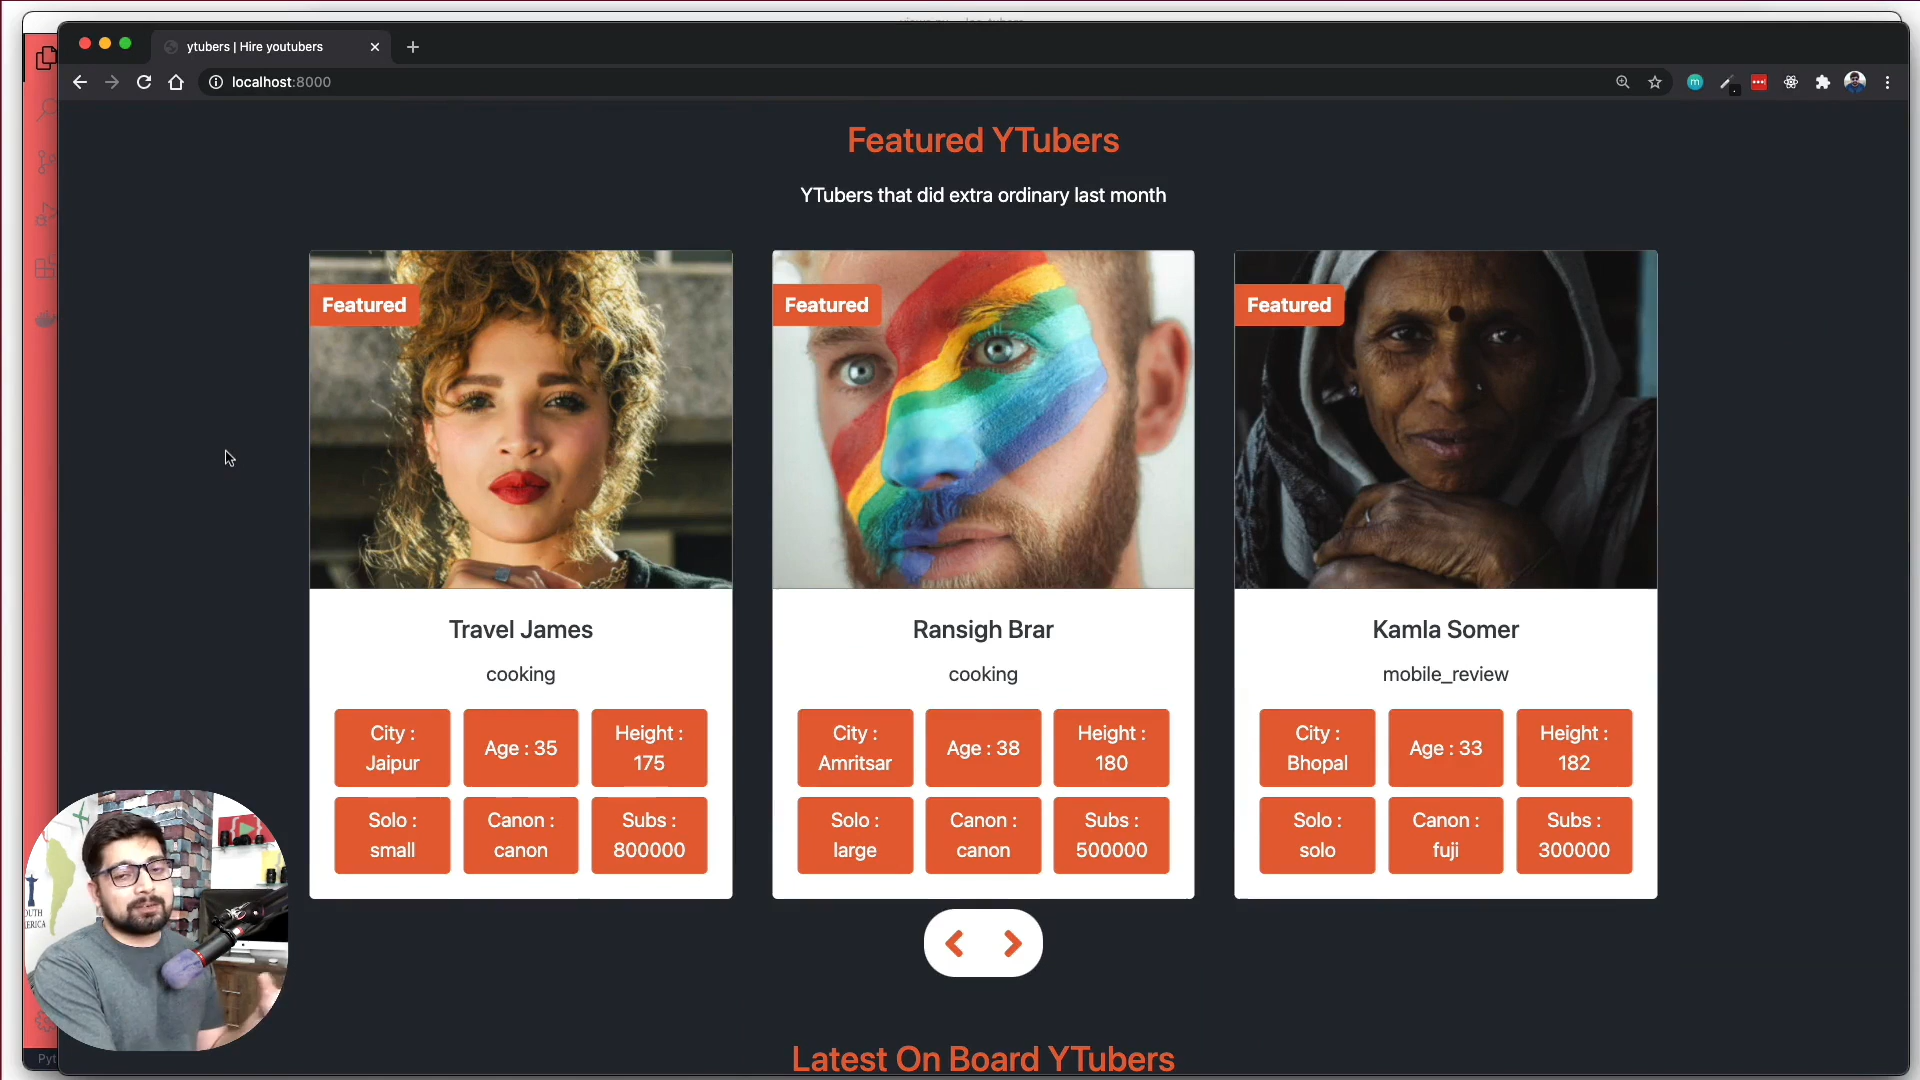 ytubers | Hire youtubers
localhost:8000
Featured YTubers
YTubers that did extra ordinary last month
Featured
Featured
Featured
Travel James
cooking
City :
Jaipur
Age : 35
Height :
175
Solo :
small
Canon :
canon
Subs :
800000
Ransigh Brar
cooking
City :
Amritsar
Age : 38
Height :
180
Solo :
large
Canon :
canon
Subs :
500000
Kamla Somer
mobile_review
City :
Bhopal
Age : 33
Height :
182
Solo :
solo
Canon :
fuji
Subs :
300000
Latest On Board YTubers
Pyt